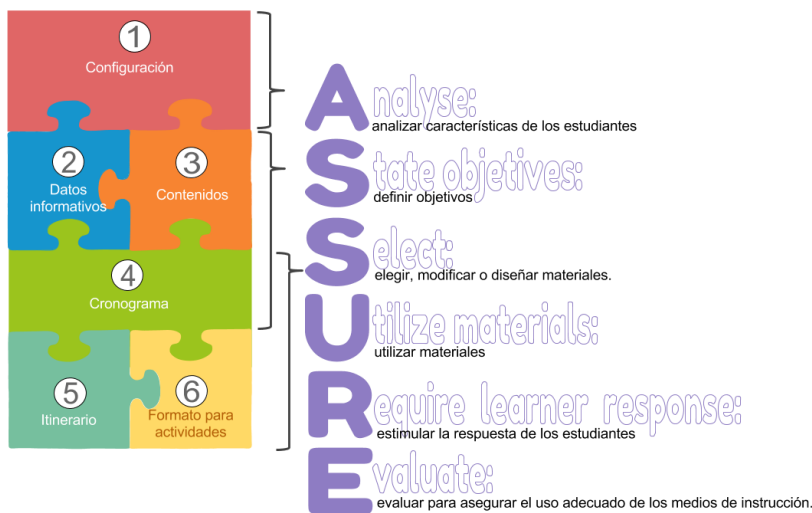 1
Configuración
2
Datos
informativos
3
Contenidos
4
Cronograma
5
Itinerario
6
Formato para
actividades
Analyse:
analizar características de los estudiantes
State objetives:
definir objetivos
Select:
elegir, modificar o diseñar materiales.
Utilize materials:
utilizar materiales
Require learner response:
estimular la respuesta de los estudiantes
Evaluate:
evaluar para asegurar el uso adecuado de los medios de instrucción.